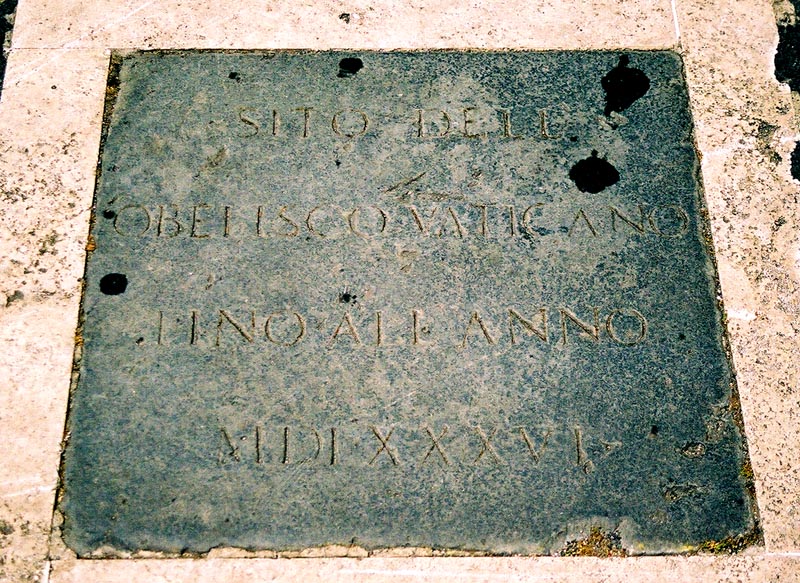 SITO DELL
OBELISCO VATICANO
FINO ALL ANNO
MDLXXXVI